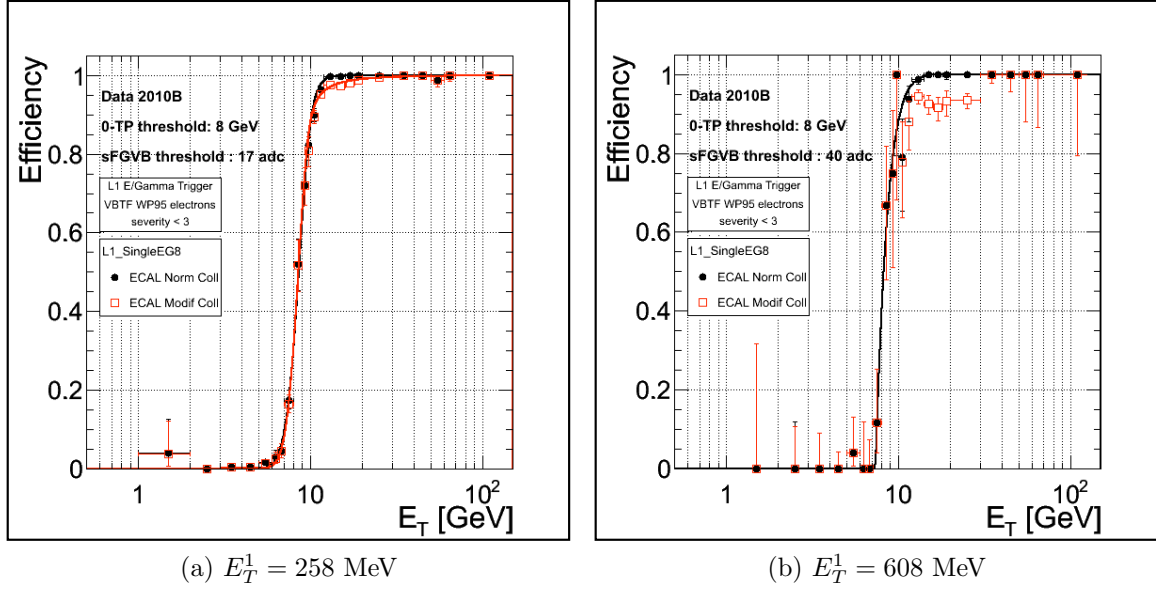 Efficiency
1
0.8
0.6
0.4
0.2
0
Data 2010B
0-TP threshold: 8 GeV
sFGVB threshold : 17 adc
L1 E/Gamma Trigger
VBTF WP95 electrons
severity < 3
L1_SingleEG8
ECAL Norm Coll
ECAL Modif Coll
1 10 10²
E_T [GeV]
(a) E_T^1 = 258 MeV
Efficiency
1
0.8
0.6
0.4
0.2
0
Data 2010B
0-TP threshold: 8 GeV
sFGVB threshold : 40 adc
L1 E/Gamma Trigger
VBTF WP95 electrons
severity < 3
L1_SingleEG8
ECAL Norm Coll
ECAL Modif Coll
1 10 10²
E_T [GeV]
(b) E_T^1 = 608 MeV